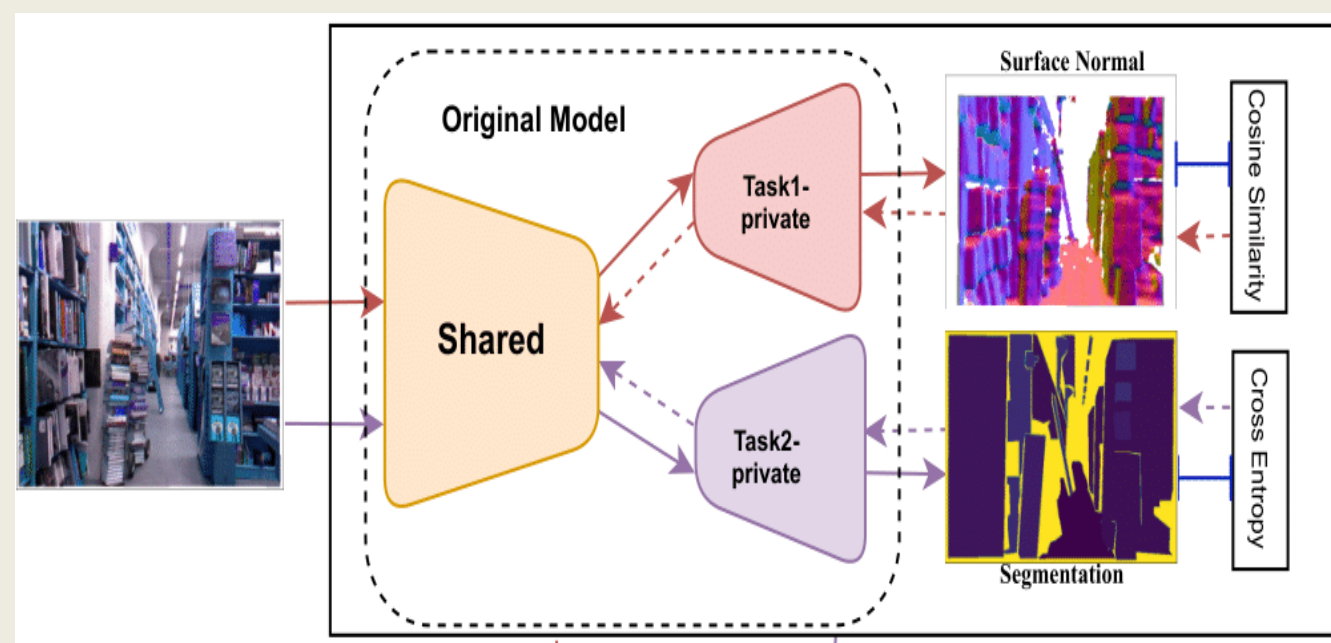 Surface Normal
Original Model
Task1-
private
Cosine Similarity
Shared
Task2-
private
Cross Entropy
Segmentation